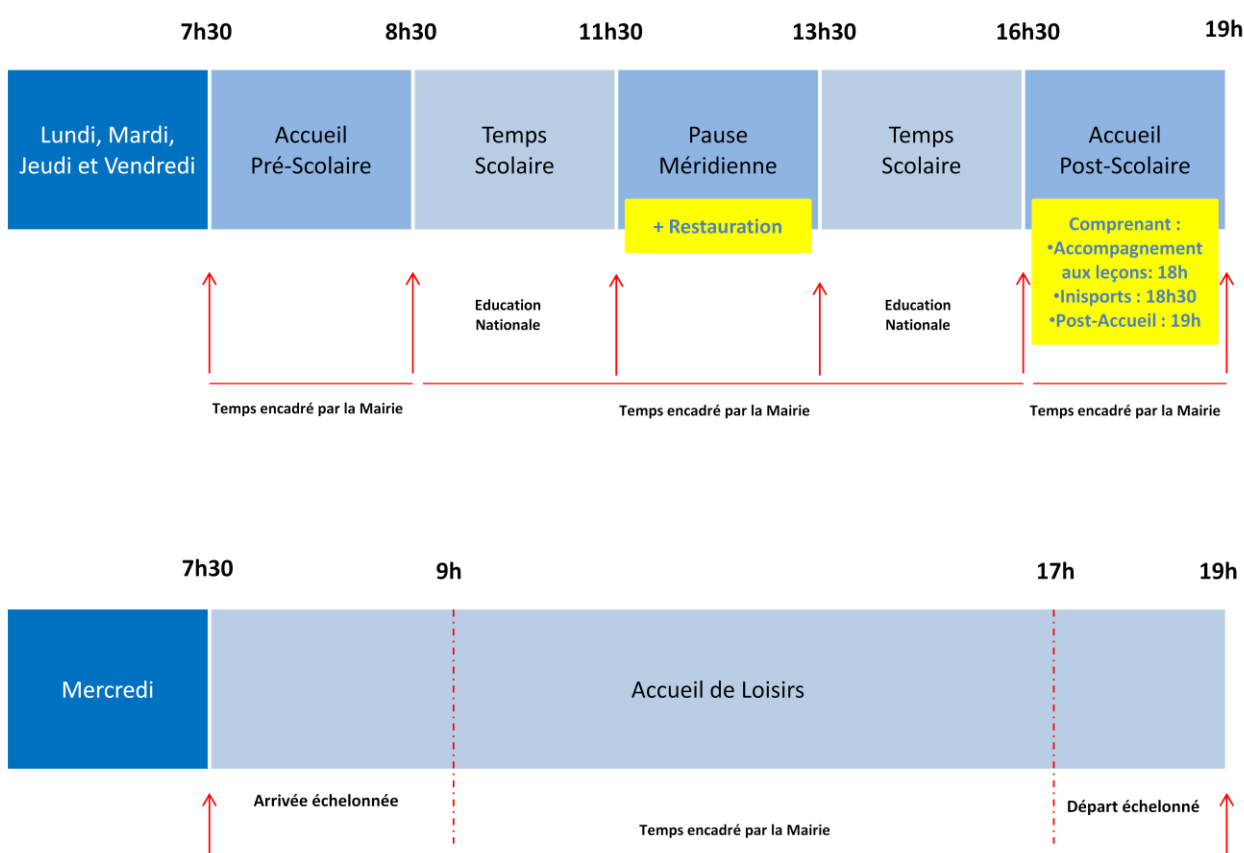 7h30 8h30 11h30 13h30 16h30 19h
Lundi, Mardi,
Jeudi et Vendredi
Accueil
Pré-Scolaire
Temps
Scolaire
Pause
Méridienne
Temps
Scolaire
Accueil
Post-Scolaire
+ Restauration
Comprenant :
•Accompagnement
aux leçons: 18h
•Inisports : 18h30
•Post-Accueil : 19h
Education
Nationale
Education
Nationale
Temps encadré par la Mairie
Temps encadré par la Mairie
Temps encadré par la Mairie
7h30 9h 17h 19h
Mercredi
Accueil de Loisirs
Arrivée échelonnée
Départ échelonné
Temps encadré par la Mairie